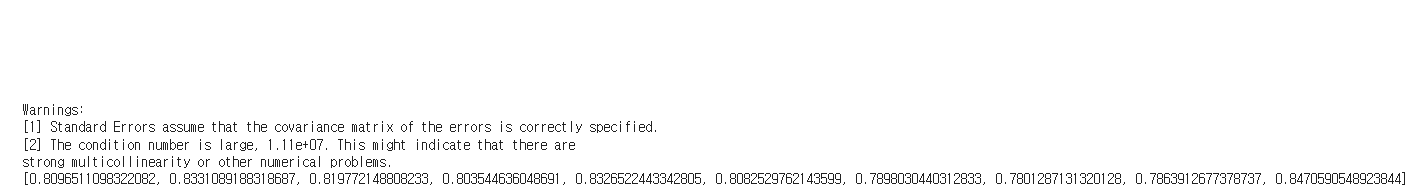 Warnings:
[1] Standard Errors assume that the covariance matrix of the errors is correctly specified.
[2] The condition number is large, 1.11e+07. This might indicate that there are
strong multicollinearity or other numerical problems.
[0.8096511098322082, 0.8331089188318687, 0.819772148808233, 0.803544636048691, 0.8326522443342805, 0.8082529762143599, 0.7898030440312833, 0.7801287131320128, 0.7863912677378737, 0.8470590548923844]